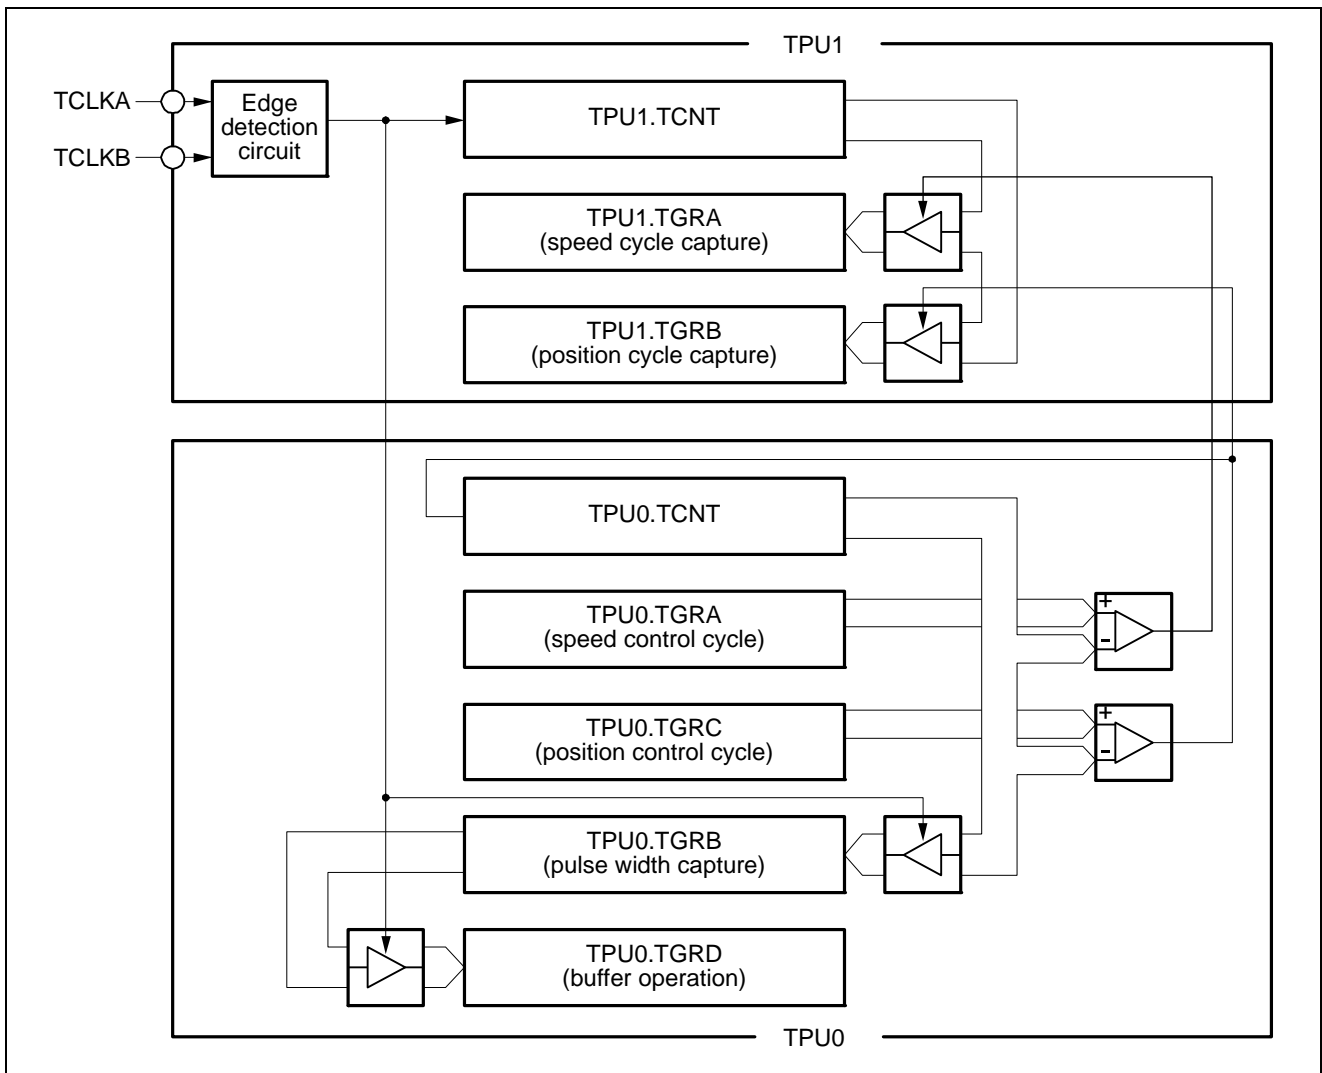 TPU1
TCLKA
TCLKB
Edge
detection
circuit
TPU1.TCNT
TPU1.TGRA
(speed cycle capture)
TPU1.TGRB
(position cycle capture)
TPU0.TCNT
TPU0.TGRA
(speed control cycle)
+
-
TPU0.TGRC
(position control cycle)
+
-
TPU0.TGRB
(pulse width capture)
TPU0.TGRD
(buffer operation)
TPU0